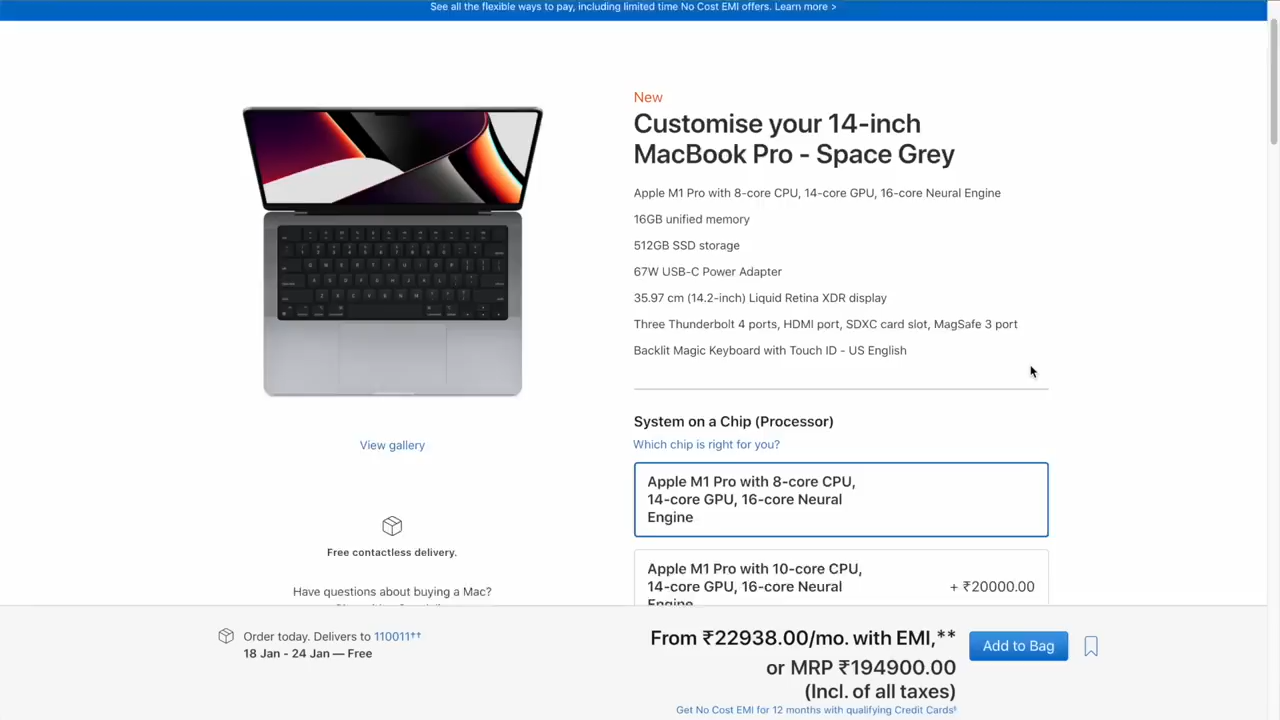 See all the flexible ways to pay, including limited time No Cost EMI offers. Learn more >
New
Customise your 14-inch
MacBook Pro - Space Grey
Apple M1 Pro with 8-core CPU, 14-core GPU, 16-core Neural Engine
16GB unified memory
512GB SSD storage
67W USB-C Power Adapter
35.97 cm (14.2-inch) Liquid Retina XDR display
Three Thunderbolt 4 ports, HDMI port, SDXC card slot, MagSafe 3 port
Backlit Magic Keyboard with Touch ID - US English
View gallery
Free contactless delivery.
Have questions about buying a Mac?
System on a Chip (Processor)
Which chip is right for you?
Apple M1 Pro with 8-core CPU,
14-core GPU, 16-core Neural
Engine
Apple M1 Pro with 10-core CPU,
14-core GPU, 16-core Neural
Engine
+ ₹20000.00
Order today. Delivers to 110011††
18 Jan - 24 Jan — Free
From ₹22938.00/mo. with EMI,**
or MRP ₹194900.00
(Incl. of all taxes)
Get No Cost EMI for 12 months with qualifying Credit Cards§
Add to Bag